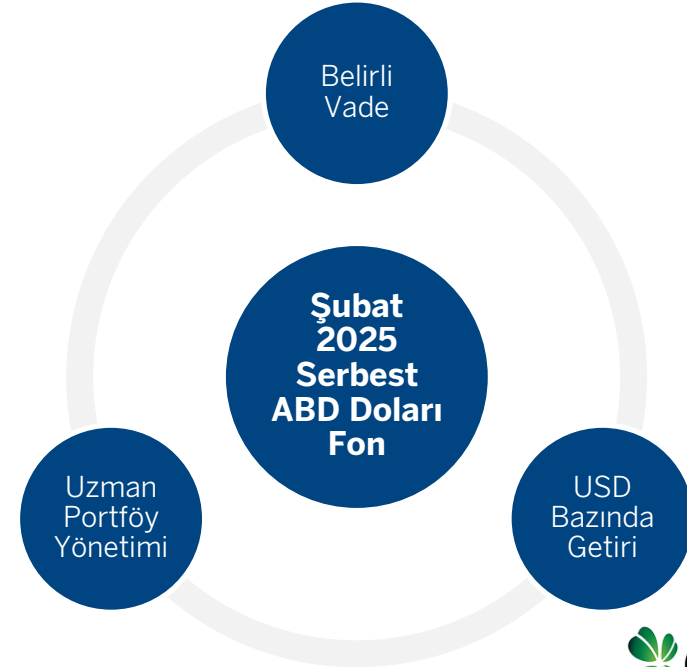 Belirli
Vade
Şubat
2025
Serbest
ABD Doları
Fon
Uzman
Portföy
Yönetimi
USD
Bazında
Getiri